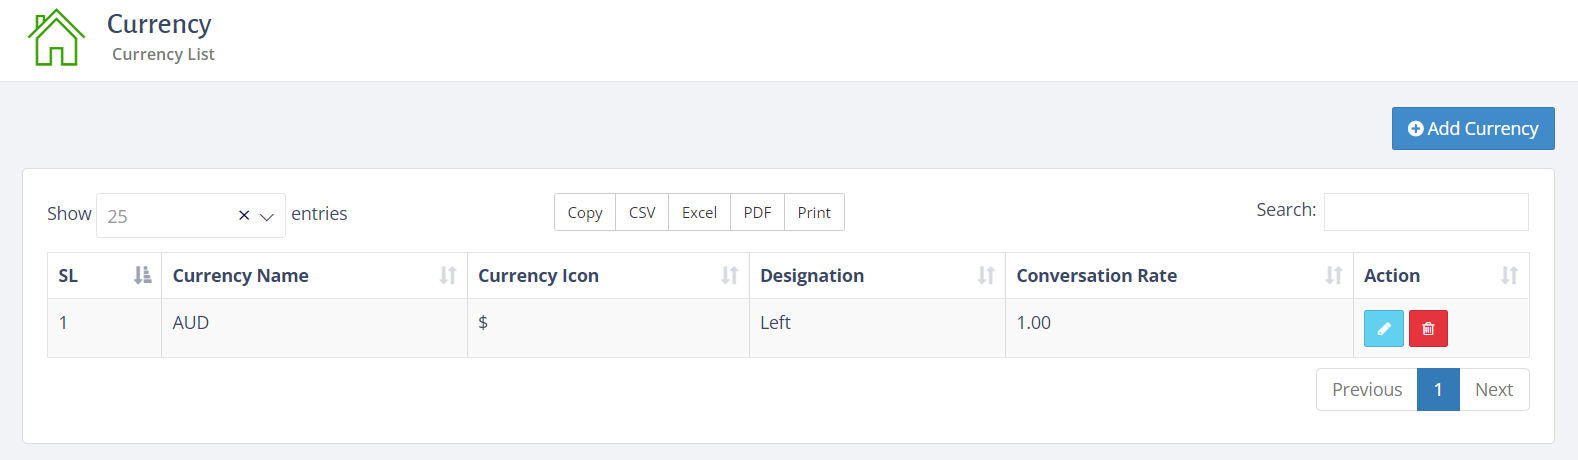 Currency
Currency List
Add Currency
Show 25 entries Copy CSV Excel PDF Print Search:
SL Currency Name Currency Icon Designation Conversation Rate Action
1 AUD $ Left 1.00
Previous 1 Next